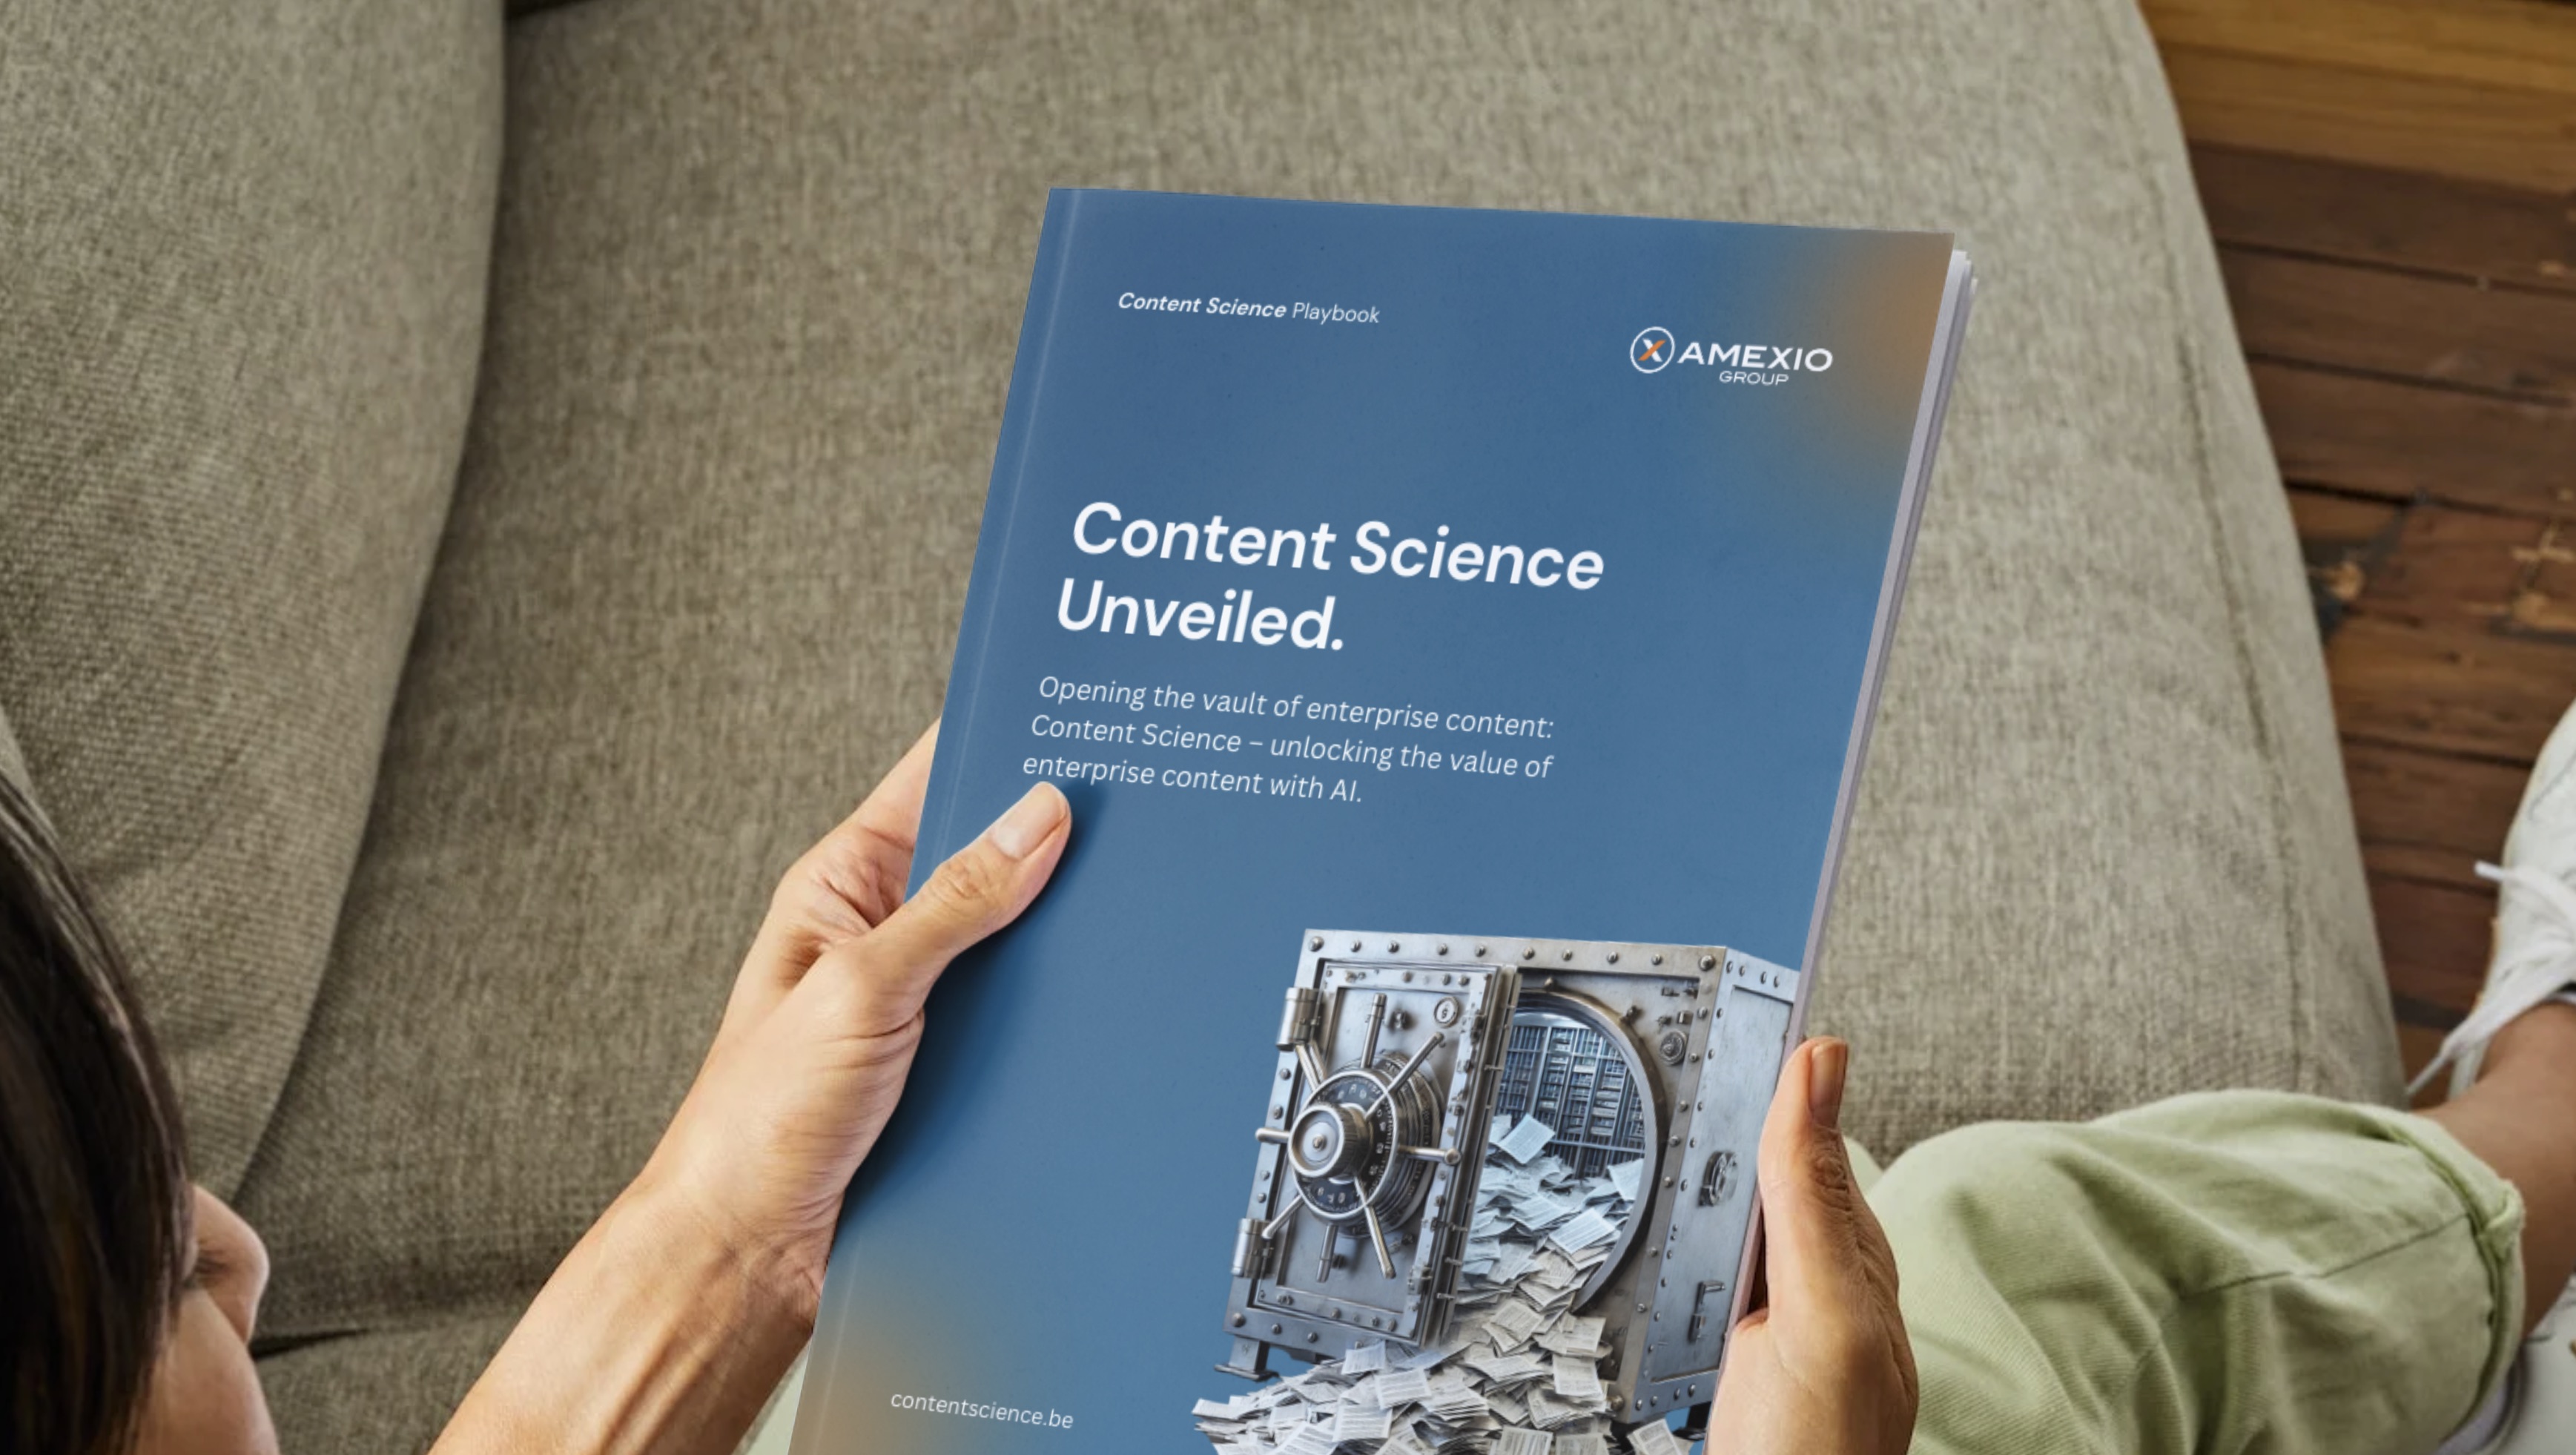 Content Science Playbook
AMEXIO
GROUP
Content Science
Unveiled.
Opening the vault of enterprise content:
Content Science – unlocking the value of
enterprise content with AI.
contentscience.be